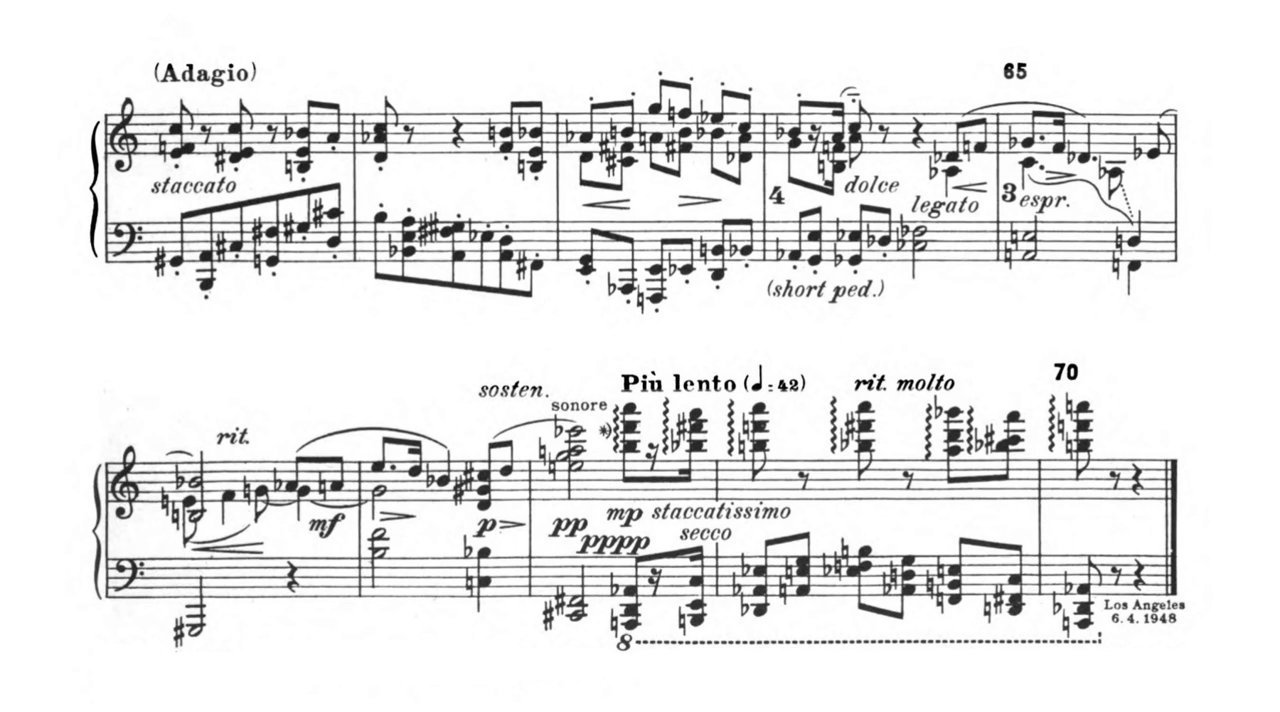 (Adagio)
65
staccato
4
dolce
legato
3
espr.
(short ped.)
sosten.
sonore
Più lento (♩ = 42)
rit. molto
70
rit.
*)
mf
p
pp
mp staccatissimo
pppp
secco
Los Angeles
6. 4. 1948
8